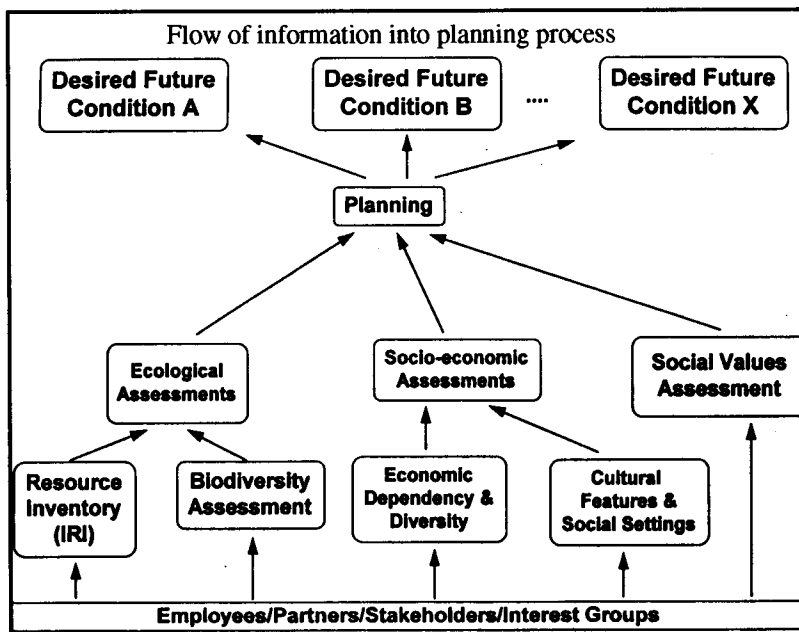 Flow of information into planning process
Desired Future
Condition A
Desired Future
Condition B
....
Desired Future
Condition X
Planning
Ecological
Assessments
Socio-economic
Assessments
Social Values
Assessment
Resource
Inventory
(IRI)
Biodiversity
Assessment
Economic
Dependency &
Diversity
Cultural
Features &
Social Settings
Employees/Partners/Stakeholders/Interest Groups